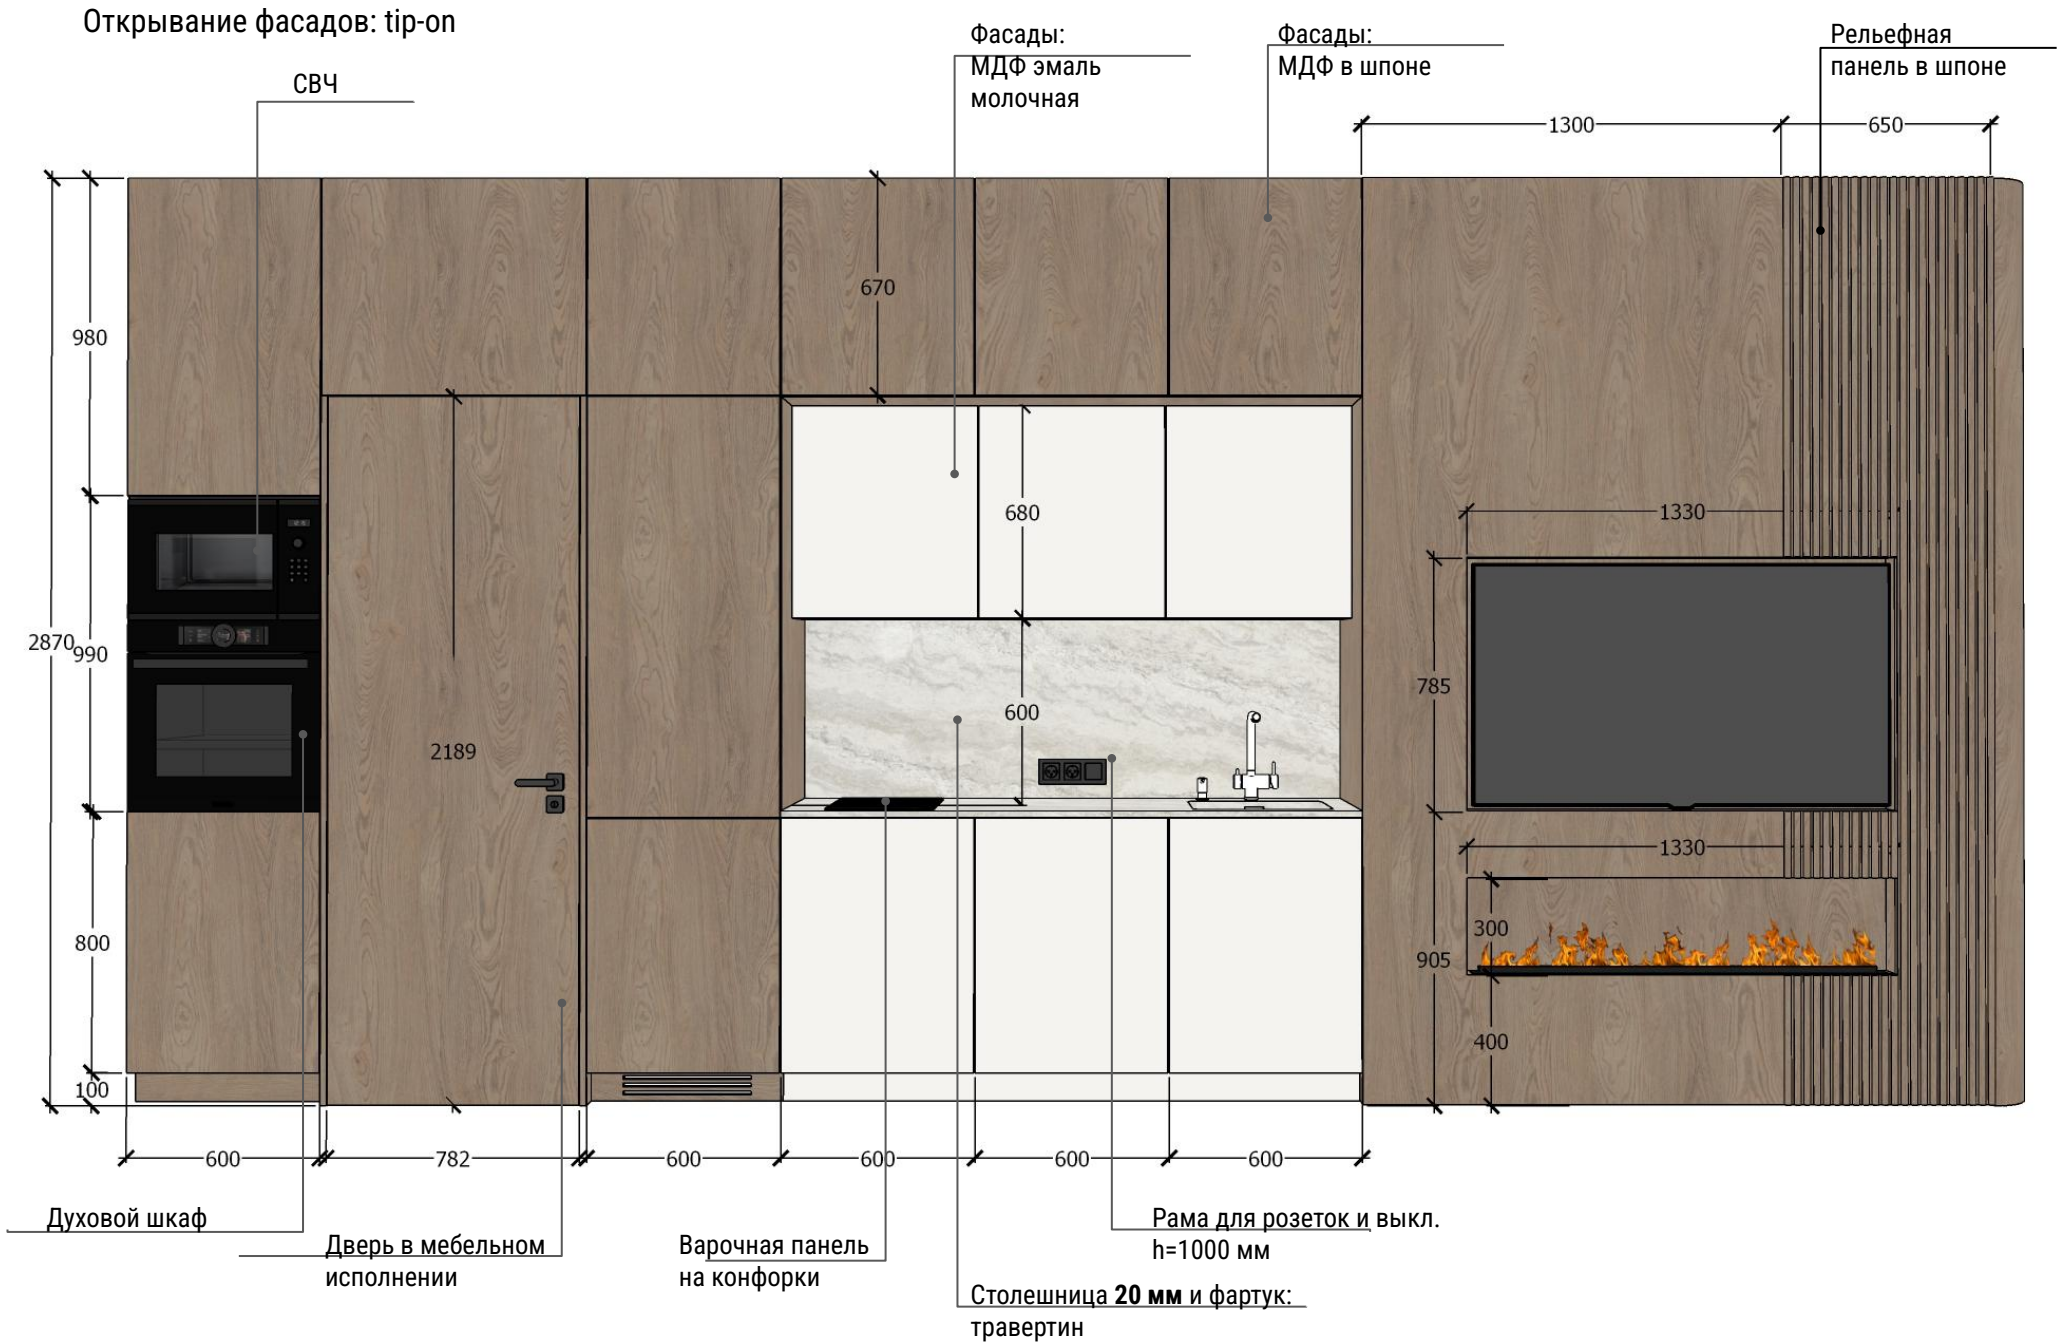 Открывание фасадов: tip-on
СВЧ
Фасады:
МДФ эмаль
молочная
Фасады:
МДФ в шпоне
Рельефная
панель в шпоне
1300
650
670
980
1330
680
2870
990
785
600
2189
1330
300
800
905
400
100
600
782
600
600
600
600
Духовой шкаф
Дверь в мебельном
исполнении
Варочная панель
на конфорки
Рама для розеток и выкл.
h=1000 мм
Столешница 20 мм и фартук:
травертин